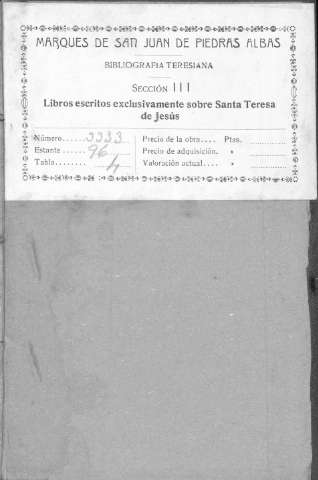 MARQUES DE SAN JUAN DE PIEDRAS ALBAS
BIBLIOGRAFIA TERESIANA
SECCIÓN III
Libros escritos exclusivamente sobre Santa Teresa
de Jesús
Número...... 3333 Precio de la obra.... Ptas. ..........
Estante ...... 96 Precio de adquisición. » ..........
Tabla........ 4 Valoración actual.... » ..........